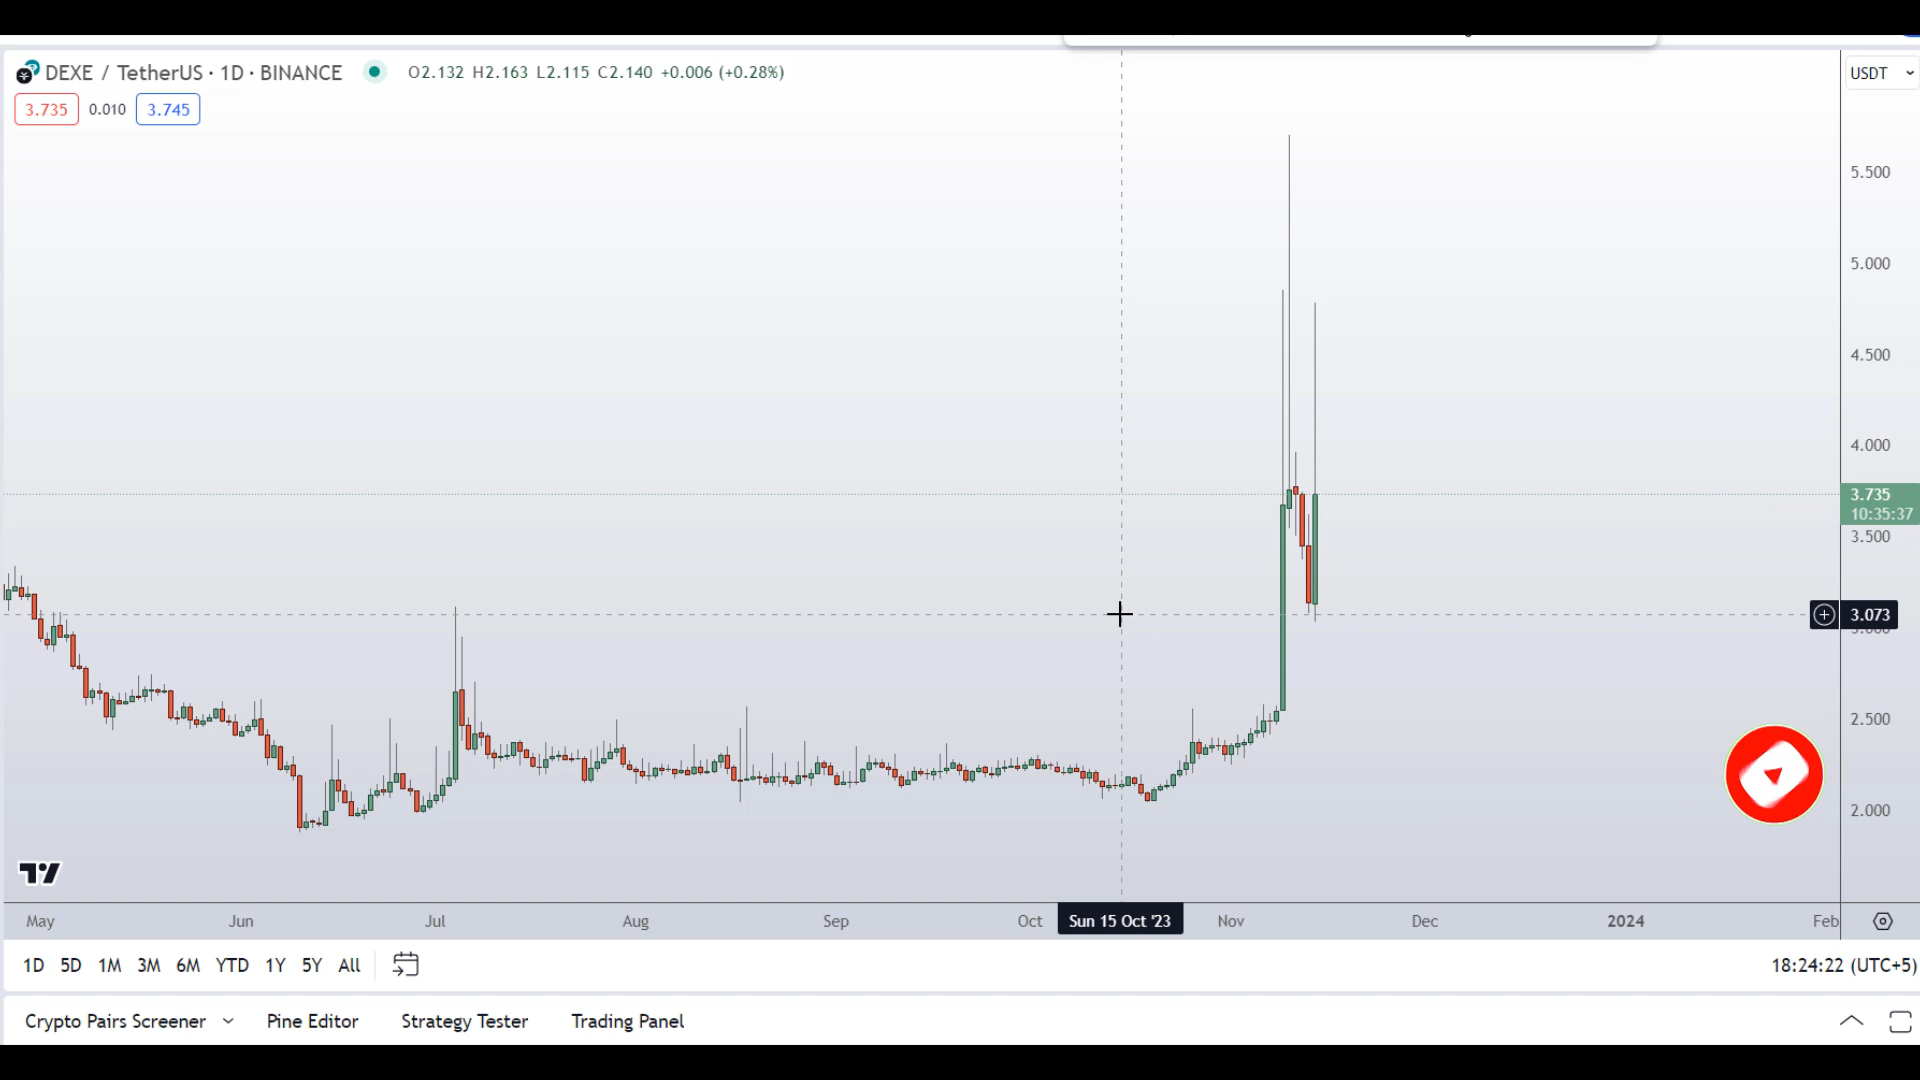 DEXE / TetherUS · 1D · BINANCE O2.132 H2.163 L2.115 C2.140 +0.006 (+0.28%) USDT
3.735 0.010 3.745
5.500
5.000
4.500
4.000
3.735
10:35:37
3.500
3.073
3.000
2.500
2.000
May Jun Jul Aug Sep Oct Sun 15 Oct '23 Nov Dec 2024 Feb
1D 5D 1M 3M 6M YTD 1Y 5Y All 18:24:22 (UTC+5)
Crypto Pairs Screener Pine Editor Strategy Tester Trading Panel